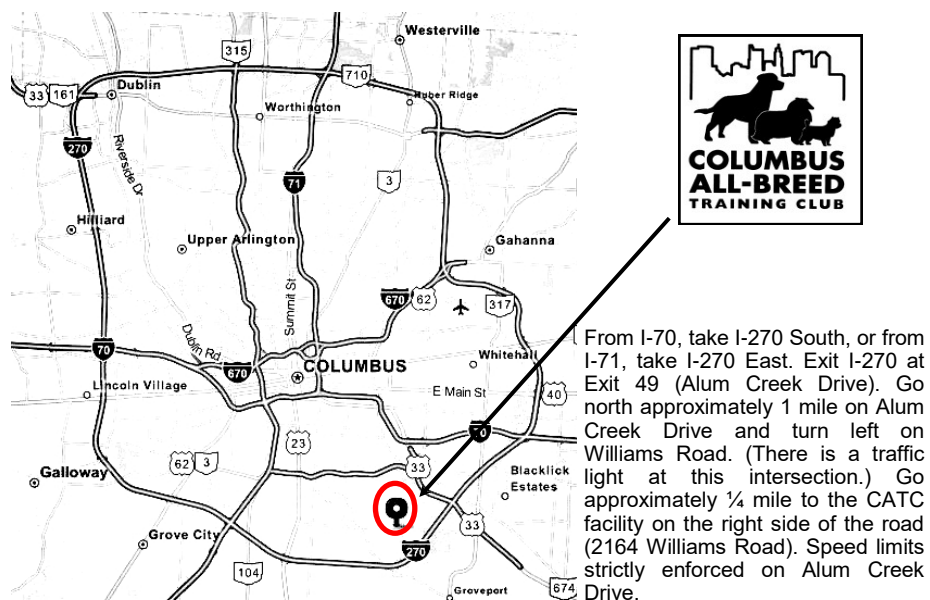 Westerville
315
710
33
161
Dublin
Huber Ridge
Worthington
270
Riverside Dr
71
3
Hilliard
Upper Arlington
Gahanna
Summit St
670
62
317
70
Dublin Rd
Whitehall
COLUMBUS
670
Lincoln Village
E Main St
40
70
23
62
3
33
Galloway
Blacklick
Estates
33
Grove City
270
104
674
Groveport
COLUMBUS
ALL-BREED
TRAINING CLUB
From I-70, take I-270 South, or from
I-71, take I-270 East. Exit I-270 at
Exit 49 (Alum Creek Drive). Go
north approximately 1 mile on Alum
Creek Drive and turn left on
Williams Road. (There is a traffic
light at this intersection.) Go
approximately ¼ mile to the CATC
facility on the right side of the road
(2164 Williams Road). Speed limits
strictly enforced on Alum Creek
Drive.